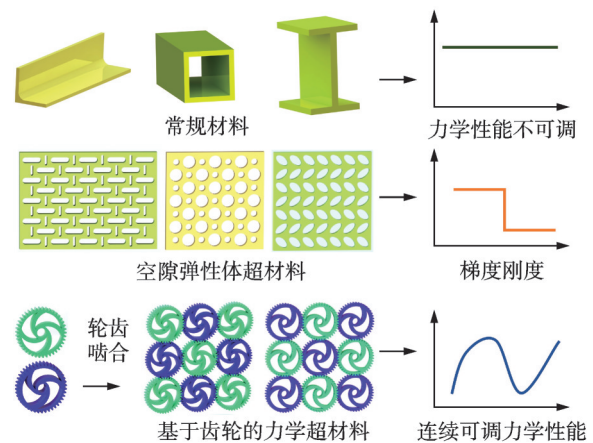 常规材料
力学性能不可调
空隙弹性体超材料
梯度刚度
轮齿
啮合
基于齿轮的力学超材料
连续可调力学性能